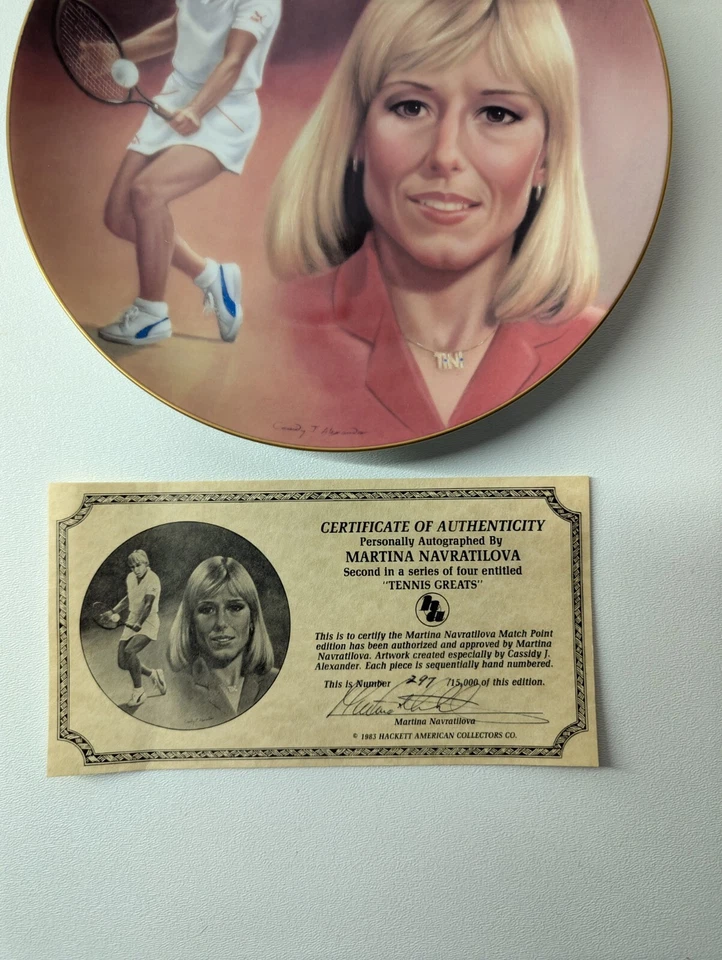 TiNi
Cassidy J. Alexander
CERTIFICATE OF AUTHENTICITY
Personally Autographed By
MARTINA NAVRATILOVA
Second in a series of four entitled
"TENNIS GREATS"
This is to certify the Martina Navratilova Match Point
edition has been authorized and approved by Martina
Navratilova. Artwork created especially by Cassidy J.
Alexander. Each piece is sequentially hand numbered.
This is Number 297 /15,000 of this edition.
Martina Navratilova
© 1983 HACKETT AMERICAN COLLECTORS CO.